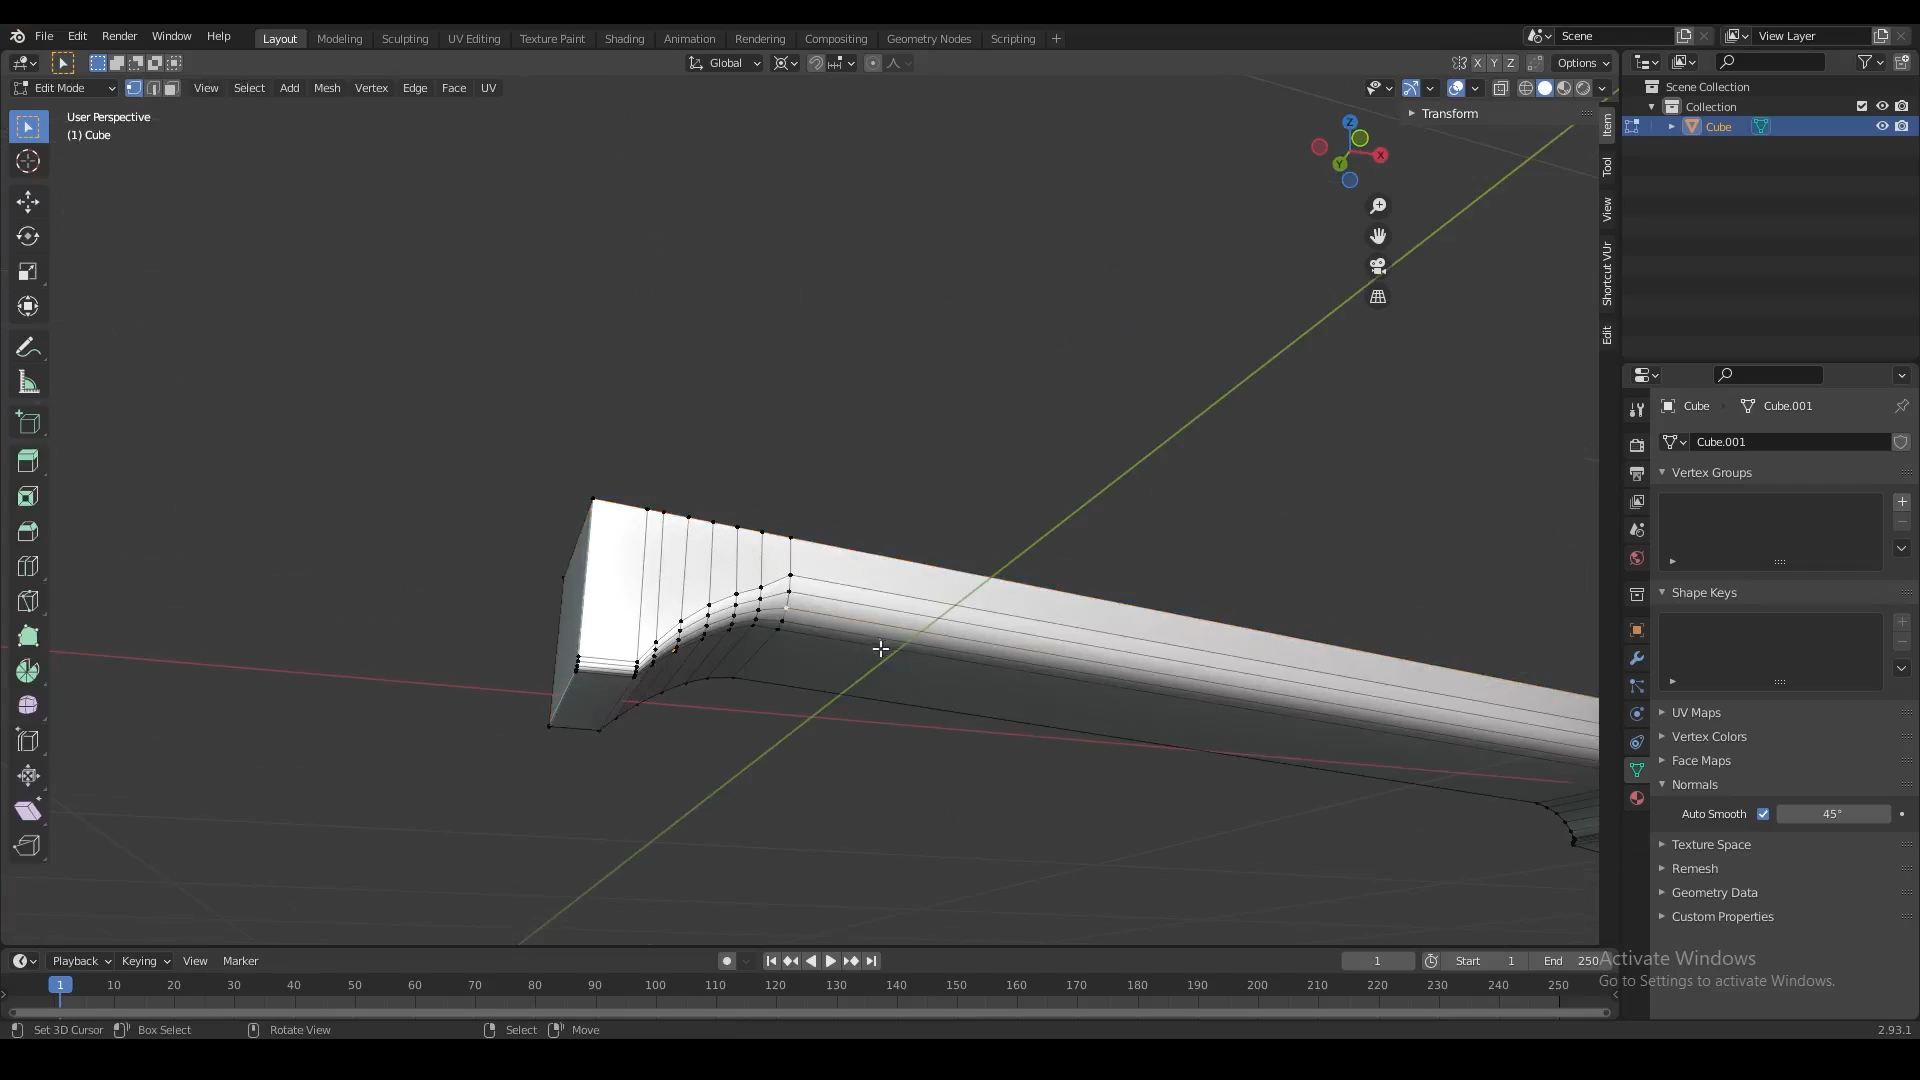 File Edit Render Window Help Layout Modeling Sculpting UV Editing Texture Paint Shading Animation Rendering Compositing Geometry Nodes Scripting + Scene View Layer
Global X Y Z Options
Edit Mode View Select Add Mesh Vertex Edge Face UV
User Perspective
(1) Cube
Transform
Z
X
Y
Item
Tool
View
Shortcut VUr
Edit
Scene Collection
Collection
Cube
Cube Cube.001
Cube.001
Vertex Groups
Shape Keys
UV Maps
Vertex Colors
Face Maps
Normals
Auto Smooth 45°
Texture Space
Remesh
Geometry Data
Custom Properties
Activate Windows
Go to Settings to activate Windows.
Playback Keying View Marker 1 Start 1 End 250
1 10 20 30 40 50 60 70 80 90 100 110 120 130 140 150 160 170 180 190 200 210 220 230 240 250
Set 3D Cursor Box Select Rotate View Select Move 2.93.1